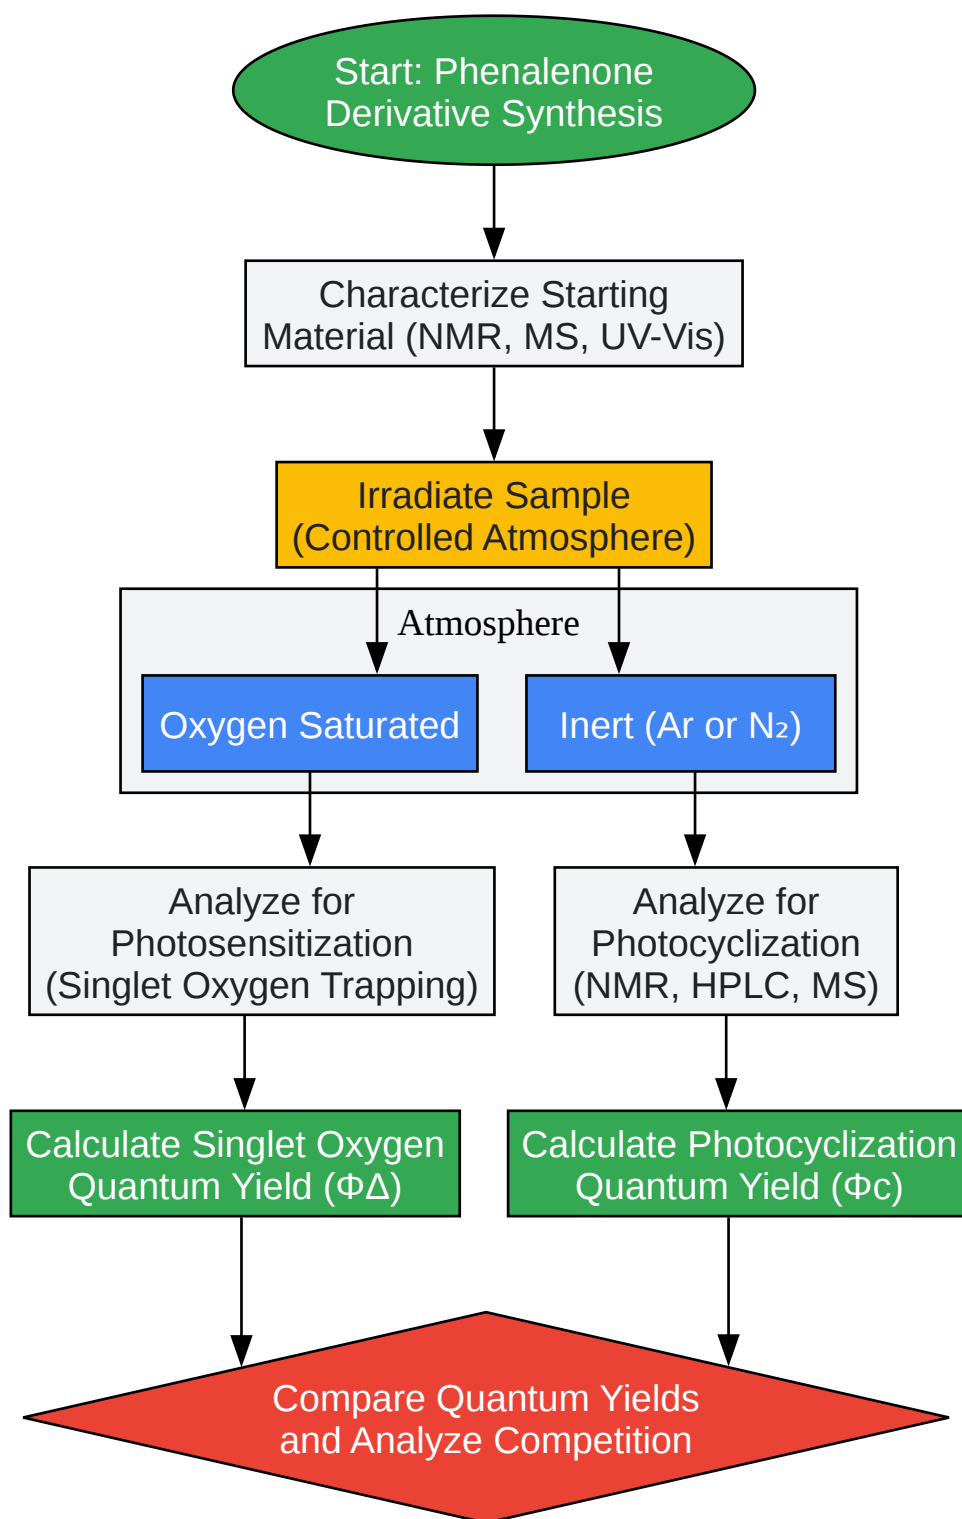 Start: Phenalenone
Derivative Synthesis
Characterize Starting
Material (NMR, MS, UV-Vis)
Irradiate Sample
(Controlled Atmosphere)
Atmosphere
Oxygen Saturated
Inert (Ar or N₂)
Analyze for
Photosensitization
(Singlet Oxygen Trapping)
Analyze for
Photocyclization
(NMR, HPLC, MS)
Calculate Singlet Oxygen
Quantum Yield (ΦΔ)
Calculate Photocyclization
Quantum Yield (Φc)
Compare Quantum Yields
and Analyze Competition